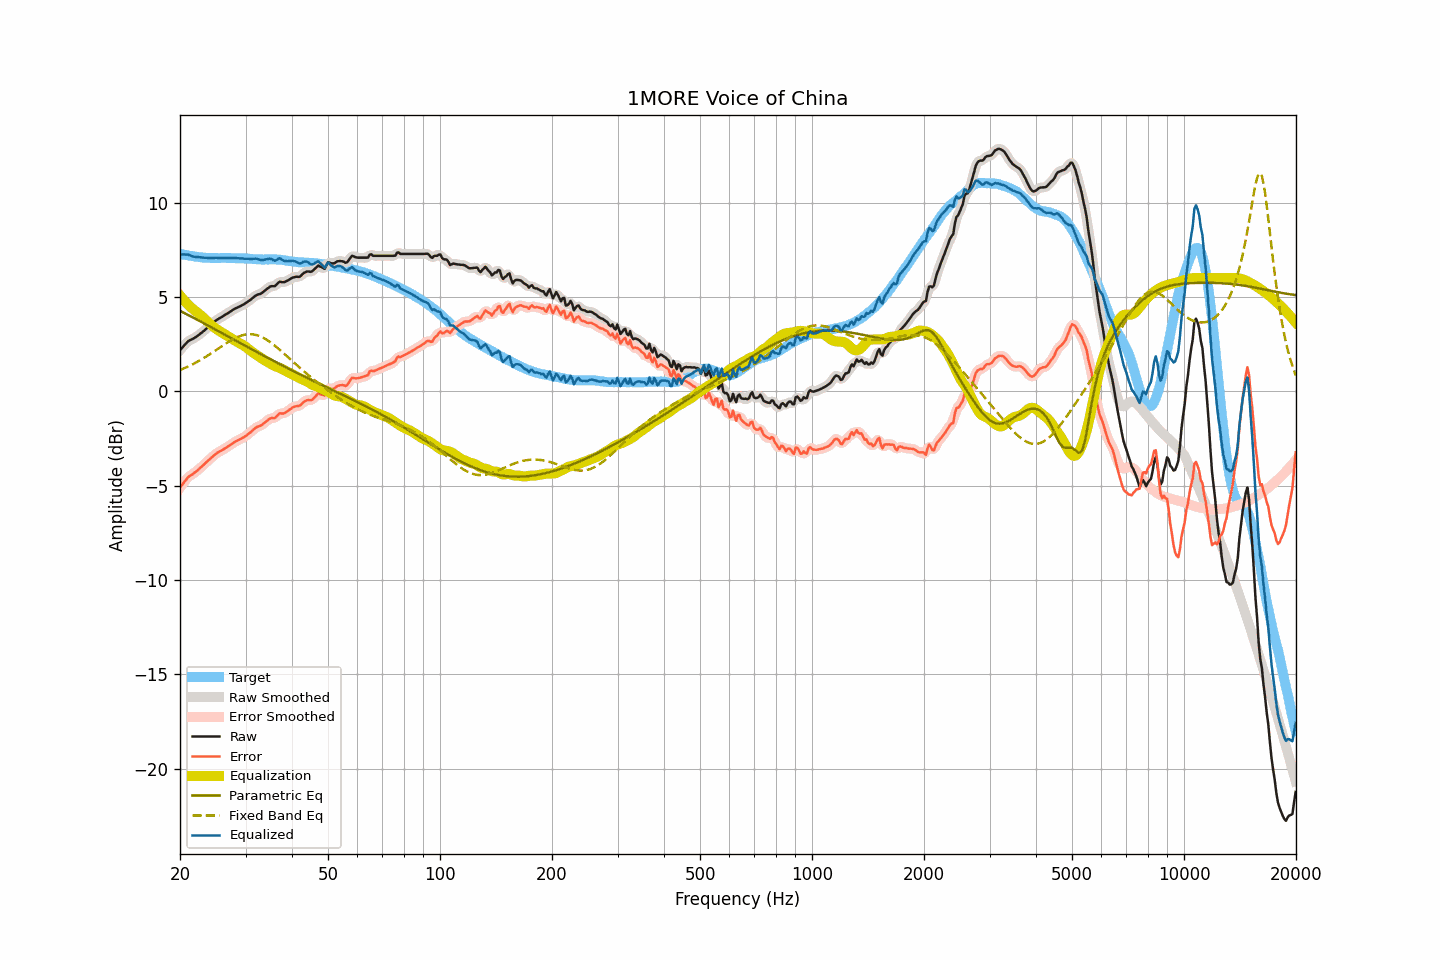 1MORE Voice of China
Amplitude (dBr)
10
5
0
−5
−10
−15
−20
Target
Raw Smoothed
Error Smoothed
Raw
Error
Equalization
Parametric Eq
Fixed Band Eq
Equalized
20 50 100 200 500 1000 2000 5000 10000 20000
Frequency (Hz)